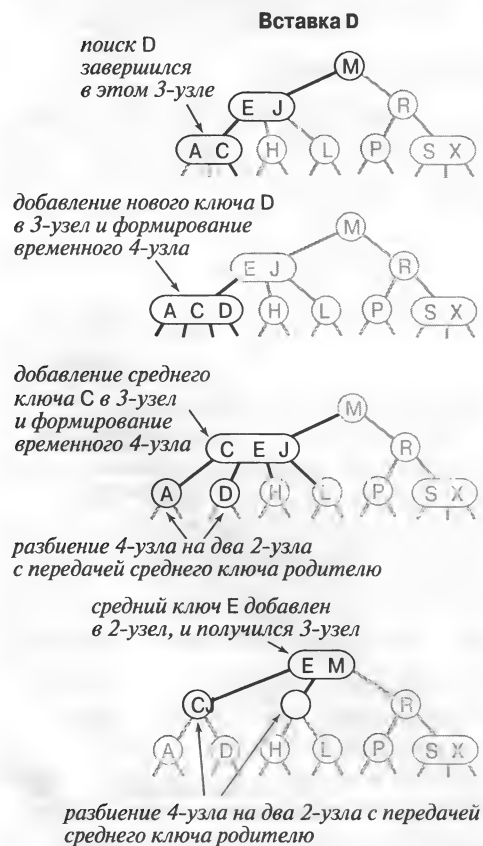 Вставка D
поиск D
завершился
в этом 3-узле
M
E J
R
A C
H
L
P
S X
добавление нового ключа D
в 3-узел и формирование
временного 4-узла
M
E J
R
A C D
H
L
P
S X
добавление среднего
ключа C в 3-узел
и формирование
временного 4-узла
M
C E J
R
A
D
H
L
P
S X
разбиение 4-узла на два 2-узла
с передачей среднего ключа родителю
средний ключ E добавлен
в 2-узел, и получился 3-узел
E M
CJ
R
A
D
H
L
P
S X
разбиение 4-узла на два 2-узла с передачей
среднего ключа родителю